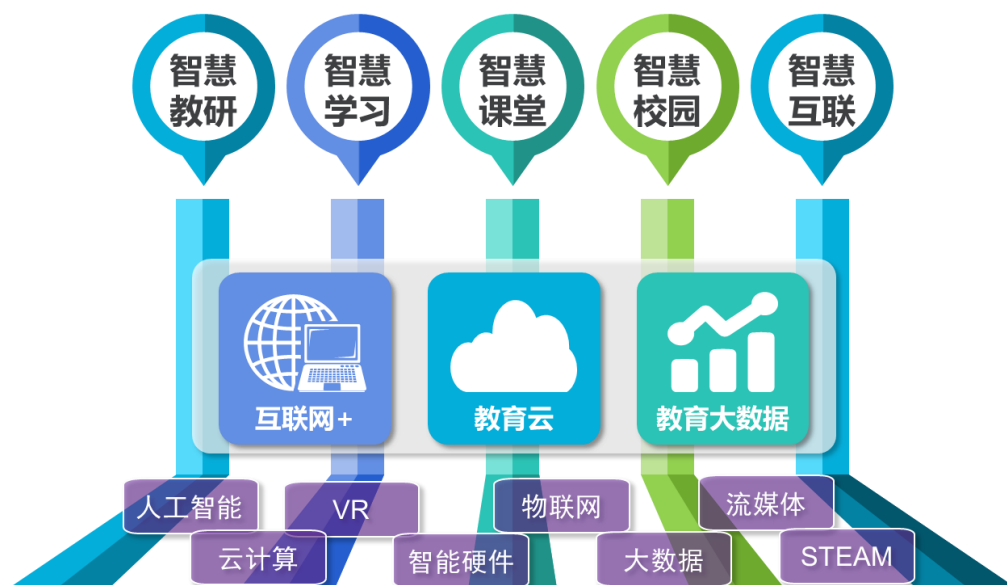 智慧
教研
智慧
学习
智慧
课堂
智慧
校园
智慧
互联
互联网+
教育云
教育大数据
人工智能
VR
物联网
流媒体
云计算
智能硬件
大数据
STEAM